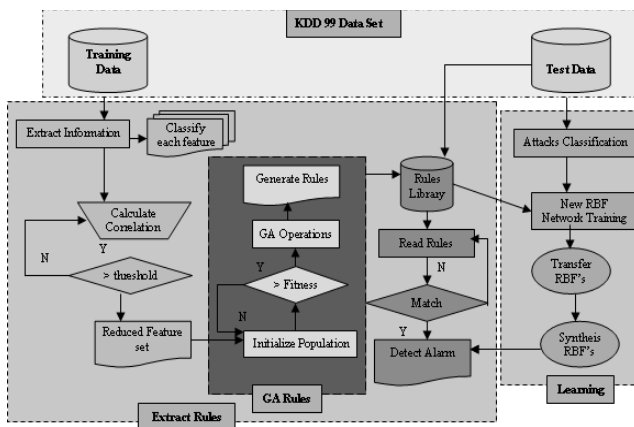 KDD 99 Data Set
Training
Data
Test Data
Extract Information
Classify
each feature
Attacks Classification
Generate Rules
Rules
Library
New RBF
Network Training
Calculate
Correlation
GA Operations
Read Rules
Y
N
Y
N
Transfer
RBF's
> threshold
> Fitness
Match
N
Y
Reduced Feature
set
Initialize Population
Detect Alarm
Syntheis
RBF's
GA Rules
Learning
Extract Rules